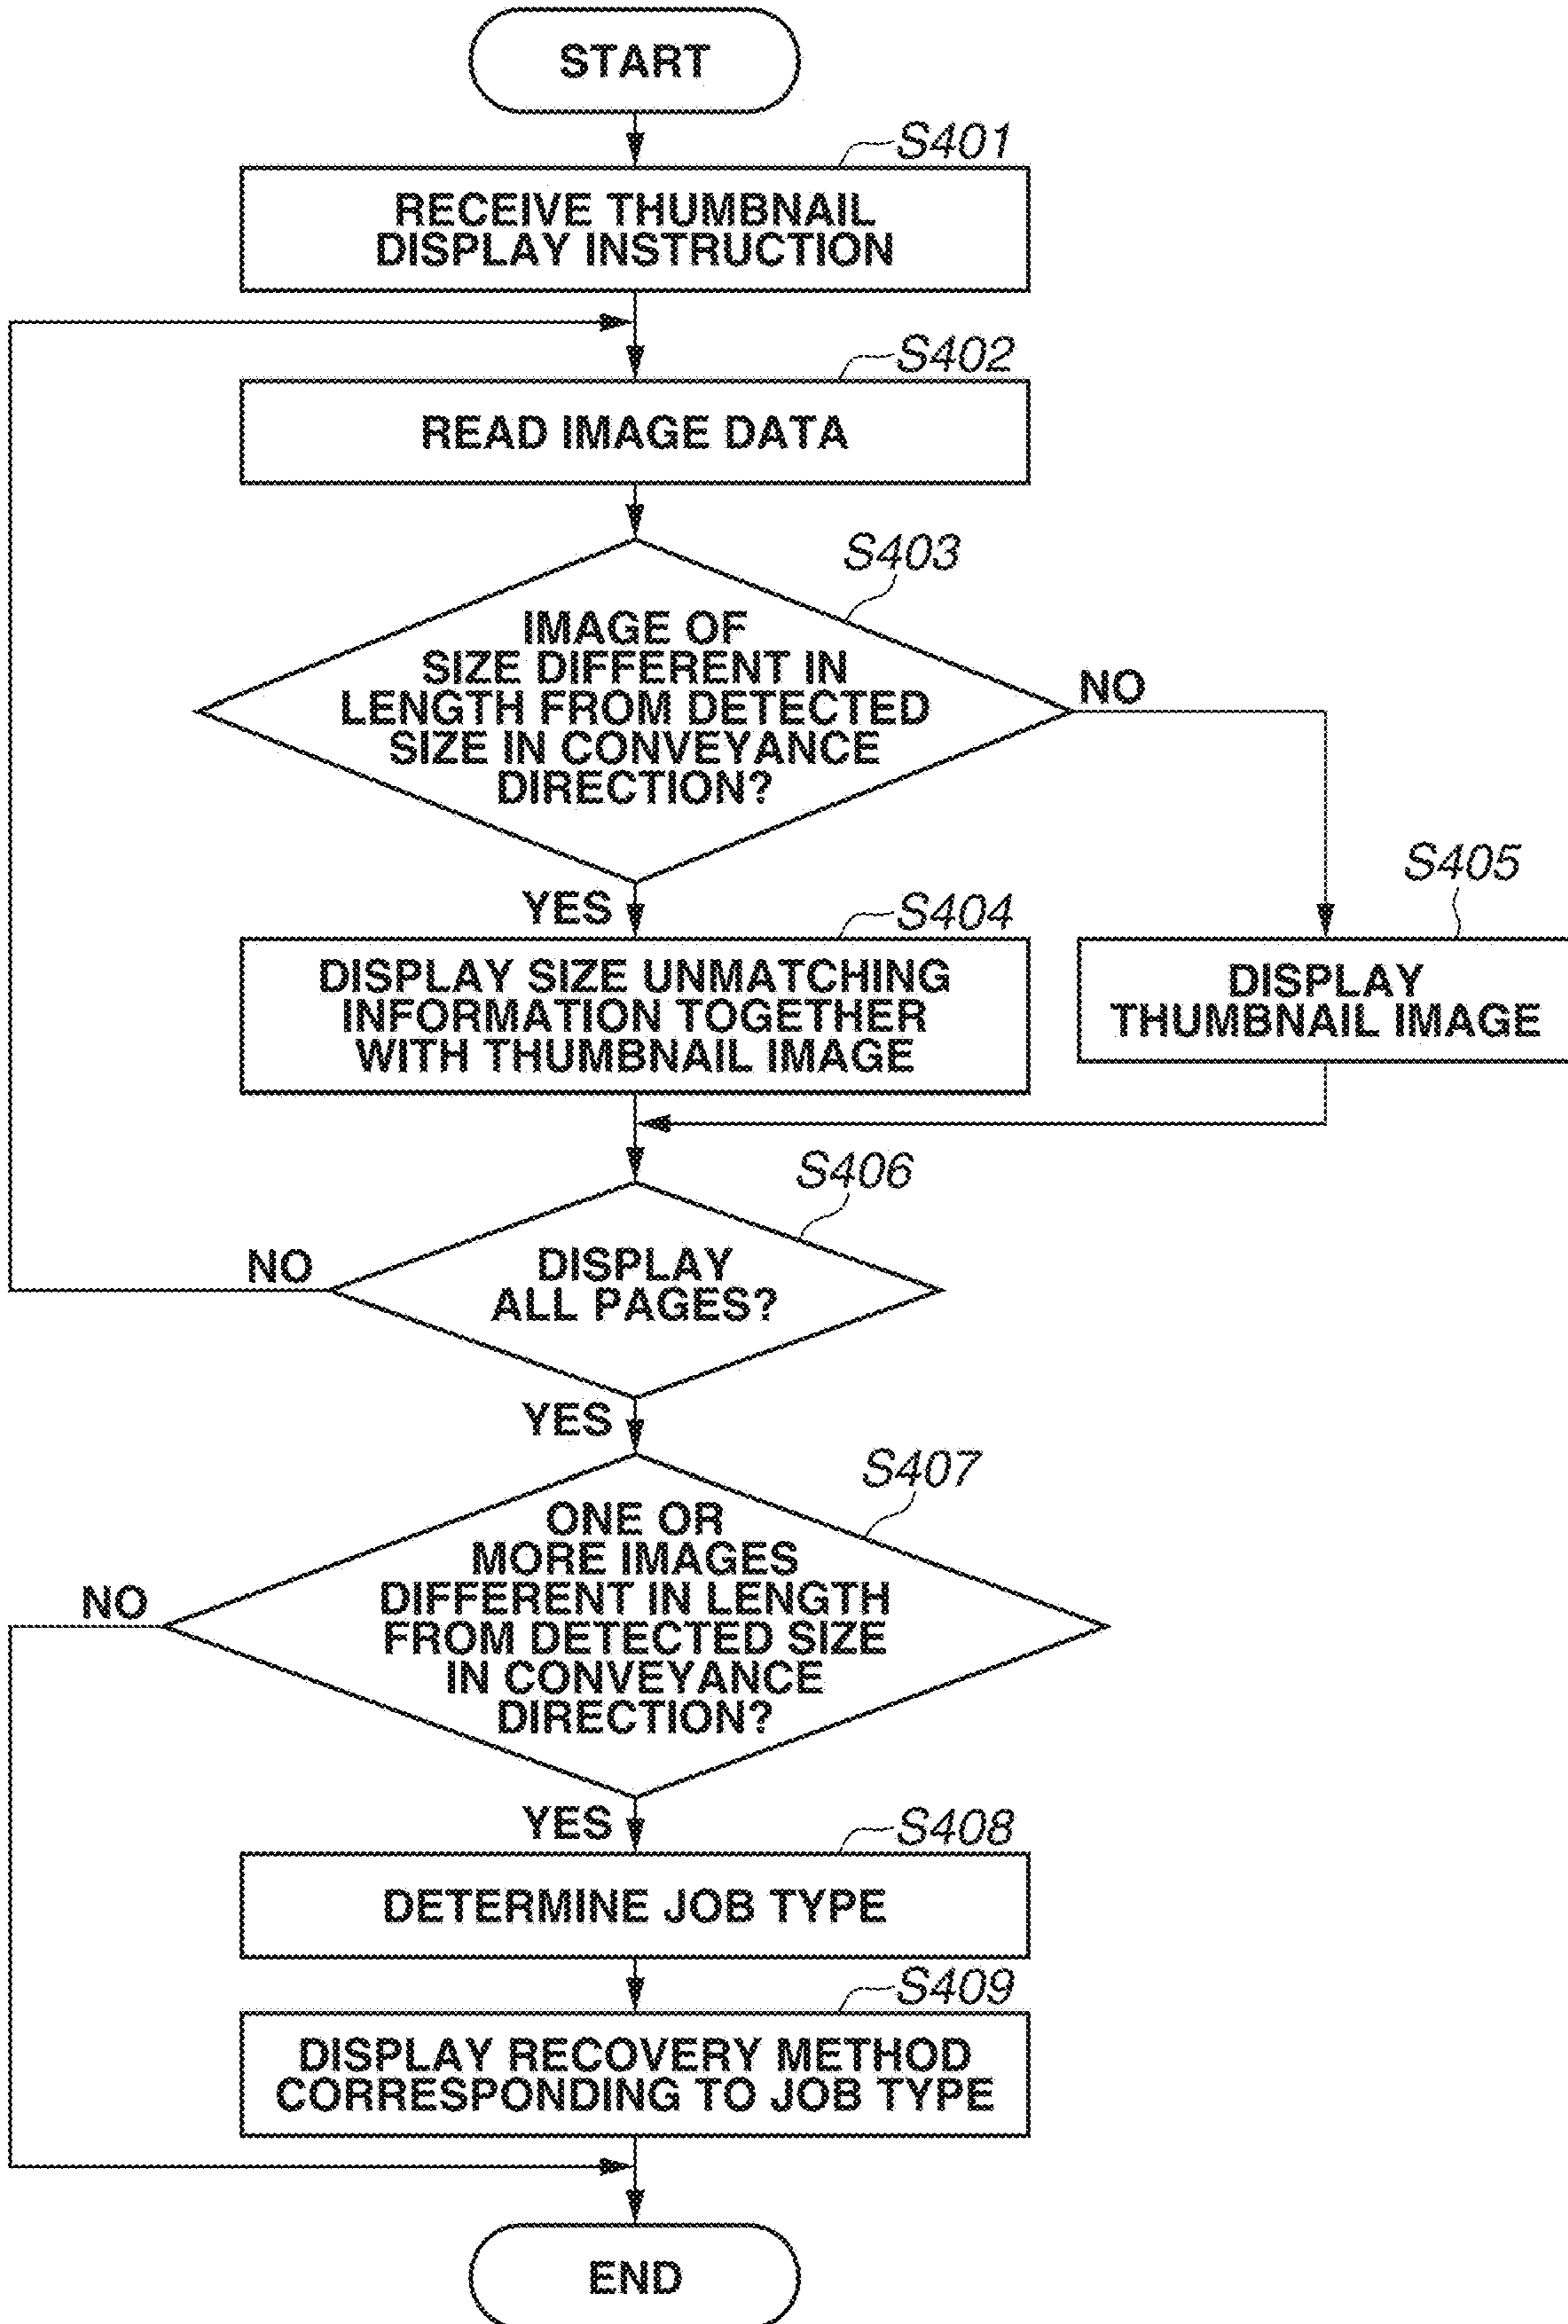 START
S401
RECEIVE THUMBNAIL
DISPLAY INSTRUCTION
S402
READ IMAGE DATA
S403
IMAGE OF
SIZE DIFFERENT IN
LENGTH FROM DETECTED
SIZE IN CONVEYANCE
DIRECTION?
NO
YES
S404
DISPLAY SIZE UNMATCHING
INFORMATION TOGETHER
WITH THUMBNAIL IMAGE
S405
DISPLAY
THUMBNAIL IMAGE
S406
DISPLAY
ALL PAGES?
NO
YES
S407
ONE OR
MORE IMAGES
DIFFERENT IN LENGTH
FROM DETECTED SIZE
IN CONVEYANCE
DIRECTION?
NO
YES
S408
DETERMINE JOB TYPE
S409
DISPLAY RECOVERY METHOD
CORRESPONDING TO JOB TYPE
END